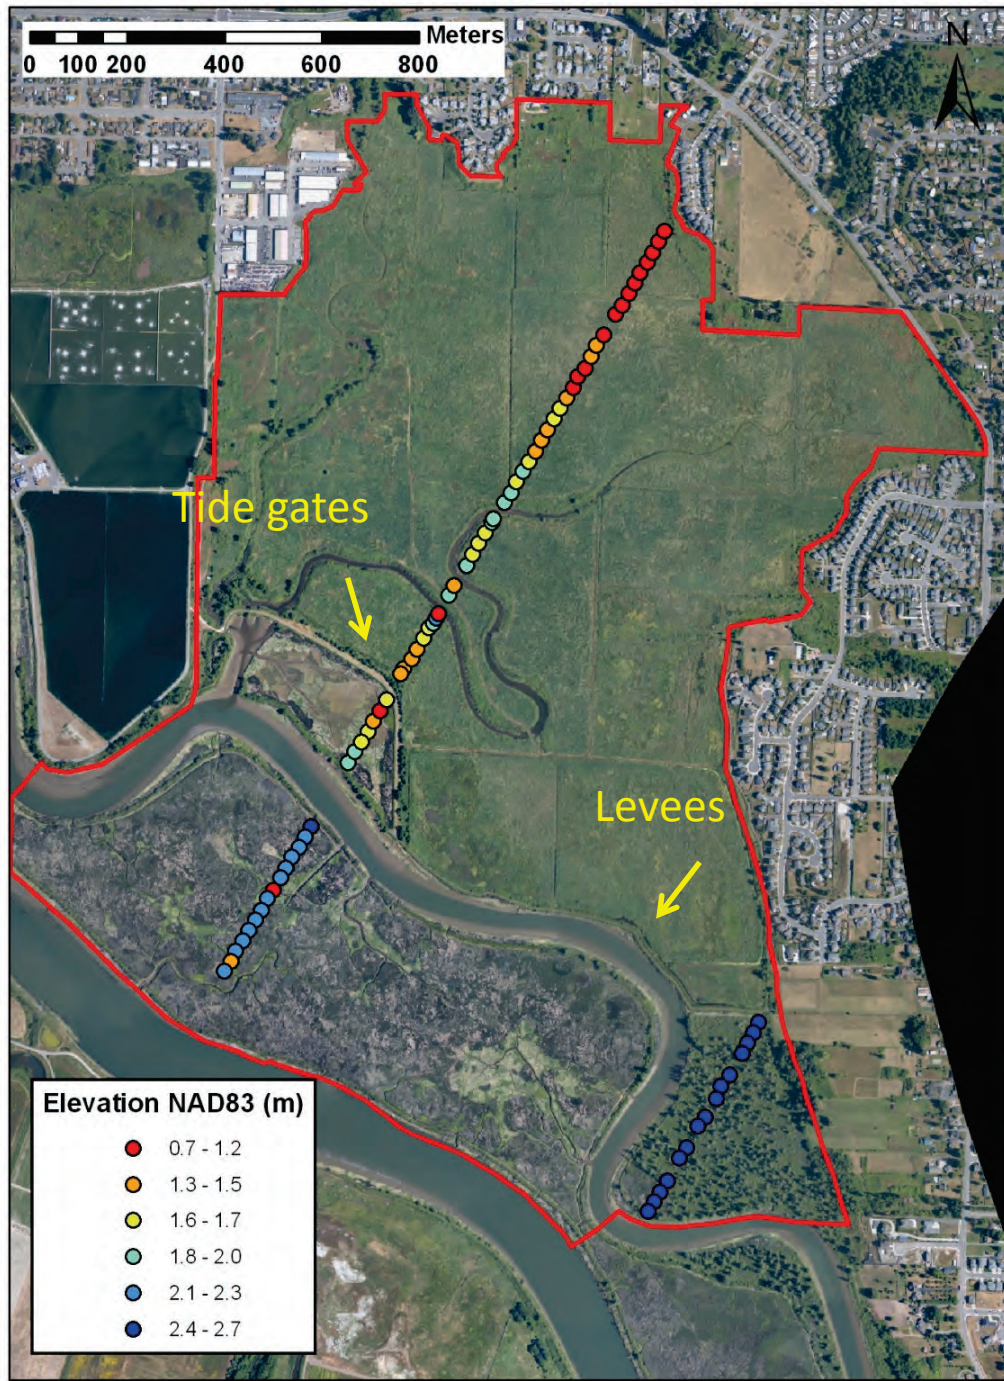 Meters
0 100 200 400 600 800
N
Tide gates
Levees
Elevation NAD83 (m)
0.7 - 1.2
1.3 - 1.5
1.6 - 1.7
1.8 - 2.0
2.1 - 2.3
2.4 - 2.7